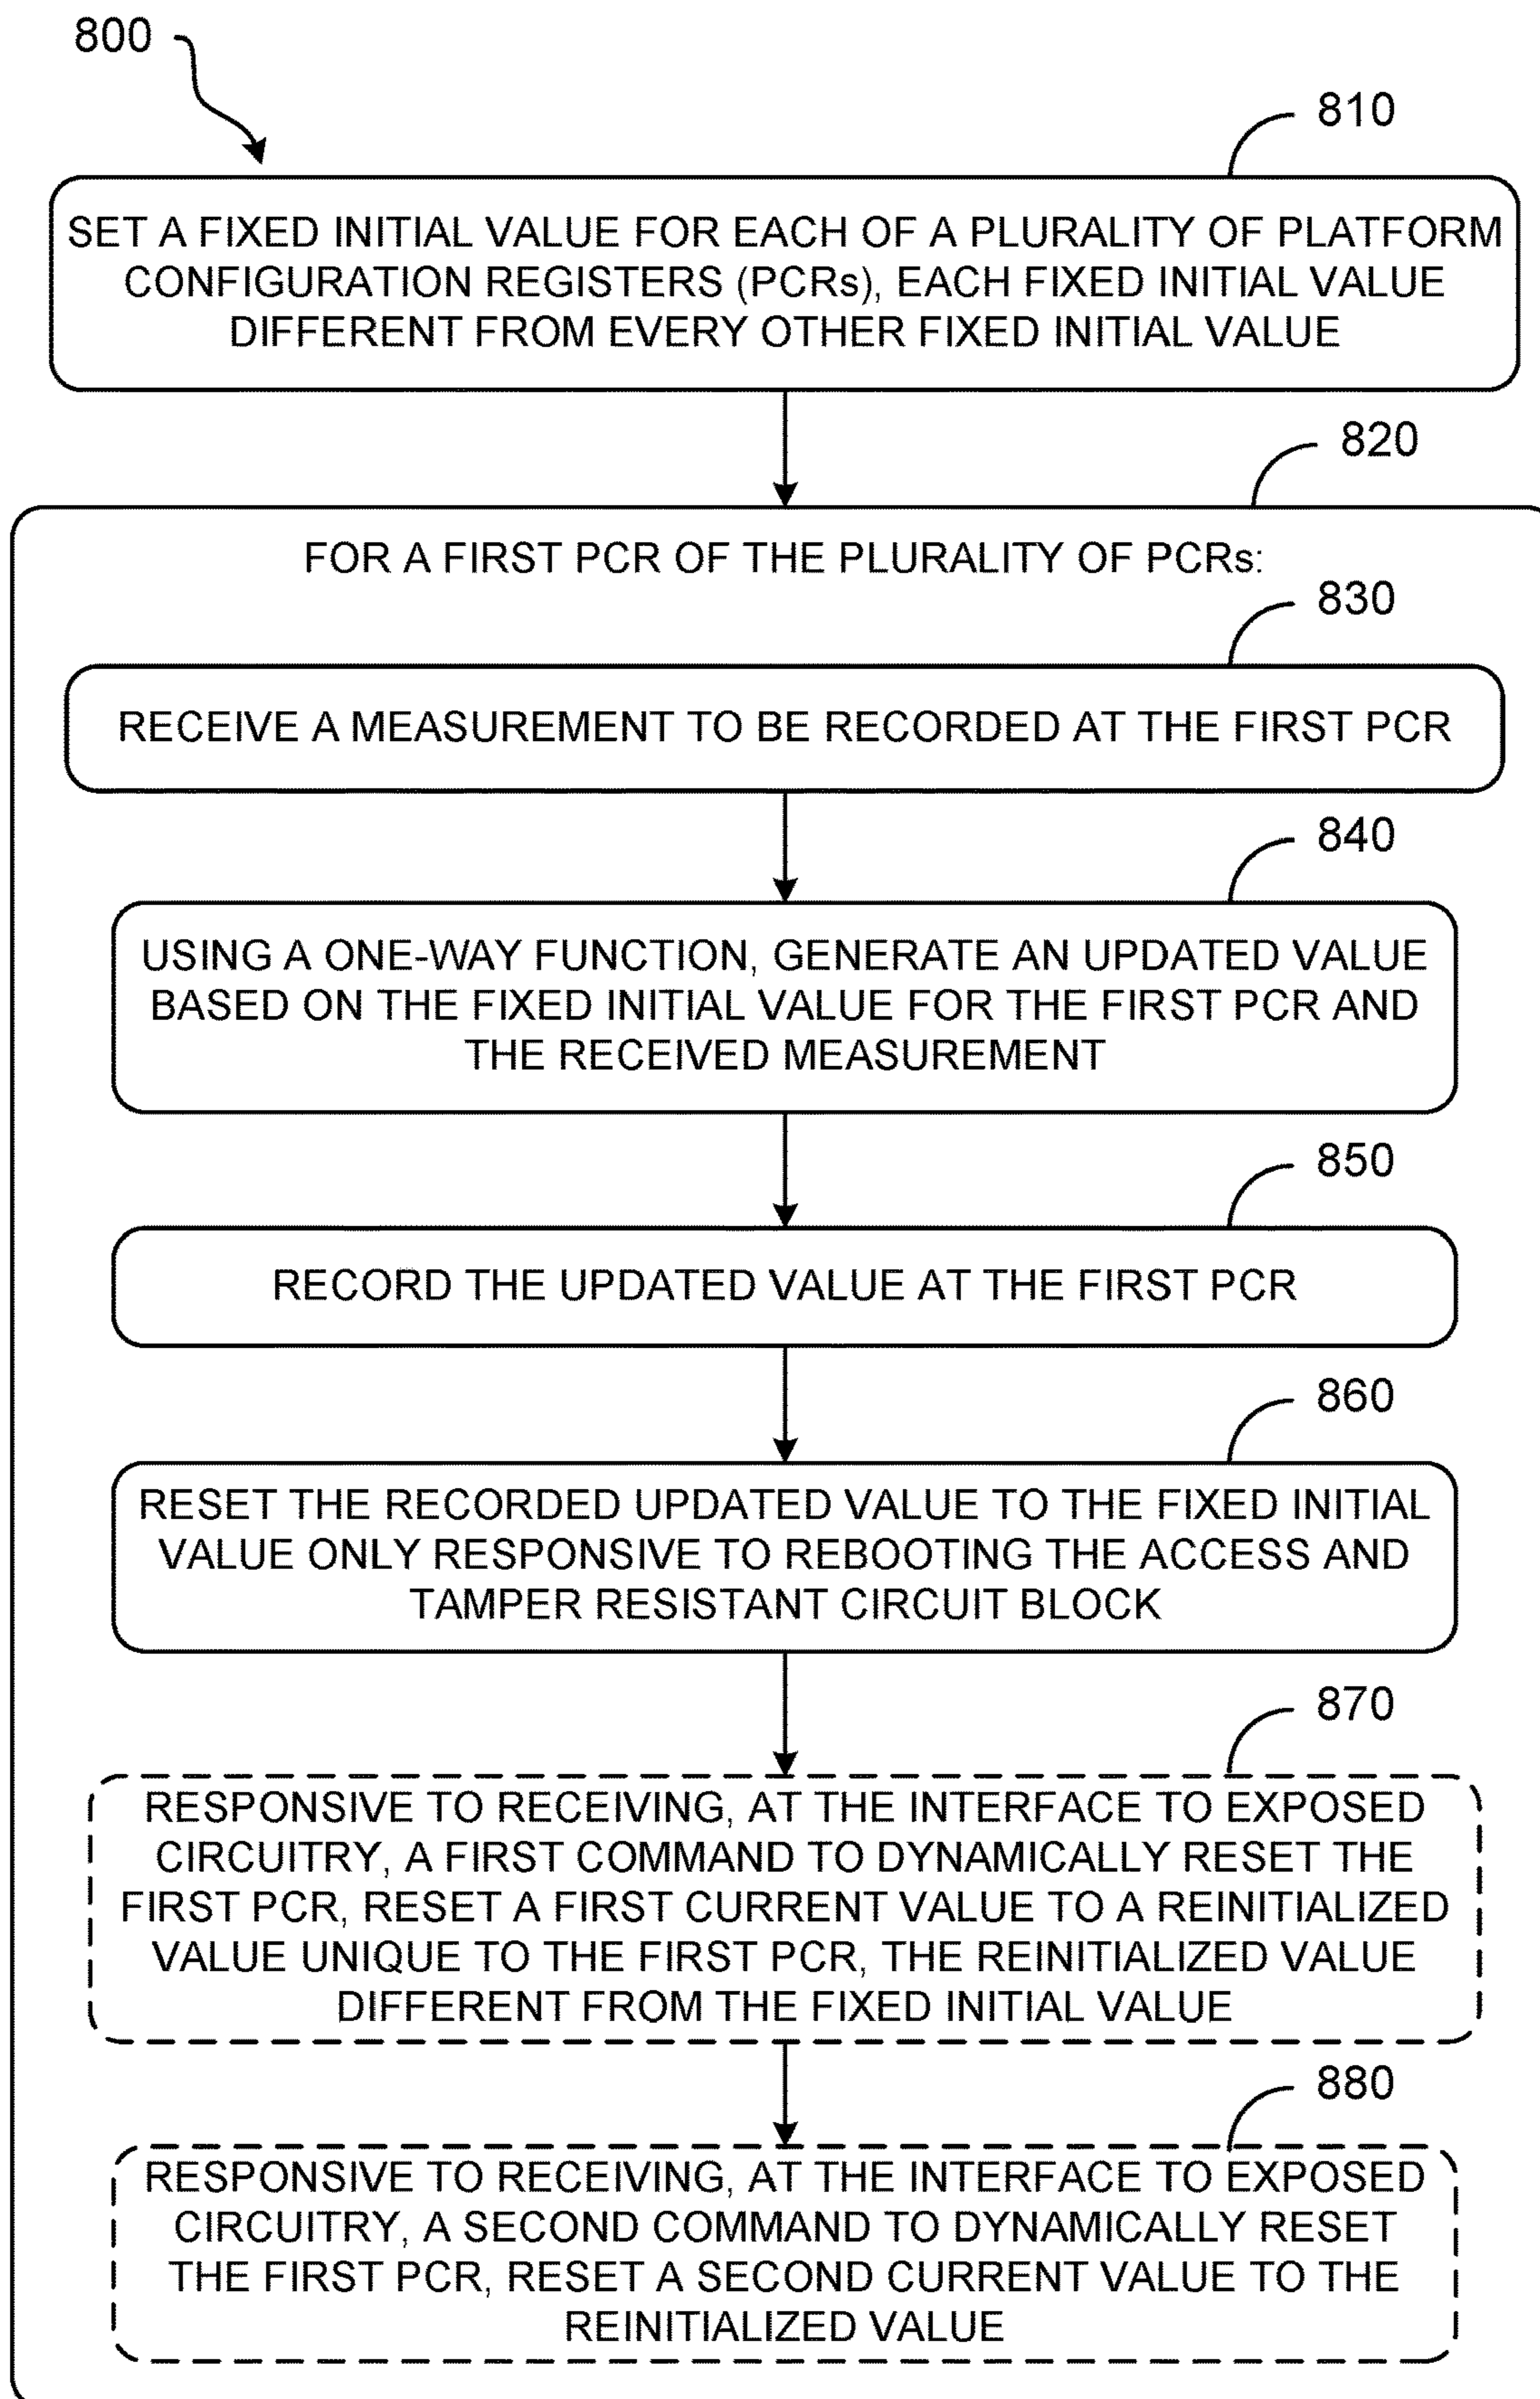 800
810
SET A FIXED INITIAL VALUE FOR EACH OF A PLURALITY OF PLATFORM
CONFIGURATION REGISTERS (PCRs), EACH FIXED INITIAL VALUE
DIFFERENT FROM EVERY OTHER FIXED INITIAL VALUE
820
FOR A FIRST PCR OF THE PLURALITY OF PCRs:
830
RECEIVE A MEASUREMENT TO BE RECORDED AT THE FIRST PCR
840
USING A ONE-WAY FUNCTION, GENERATE AN UPDATED VALUE
BASED ON THE FIXED INITIAL VALUE FOR THE FIRST PCR AND
THE RECEIVED MEASUREMENT
850
RECORD THE UPDATED VALUE AT THE FIRST PCR
860
RESET THE RECORDED UPDATED VALUE TO THE FIXED INITIAL
VALUE ONLY RESPONSIVE TO REBOOTING THE ACCESS AND
TAMPER RESISTANT CIRCUIT BLOCK
870
RESPONSIVE TO RECEIVING, AT THE INTERFACE TO EXPOSED
CIRCUITRY, A FIRST COMMAND TO DYNAMICALLY RESET THE
FIRST PCR, RESET A FIRST CURRENT VALUE TO A REINITIALIZED
VALUE UNIQUE TO THE FIRST PCR, THE REINITIALIZED VALUE
DIFFERENT FROM THE FIXED INITIAL VALUE
880
RESPONSIVE TO RECEIVING, AT THE INTERFACE TO EXPOSED
CIRCUITRY, A SECOND COMMAND TO DYNAMICALLY RESET
THE FIRST PCR, RESET A SECOND CURRENT VALUE TO THE
REINITIALIZED VALUE